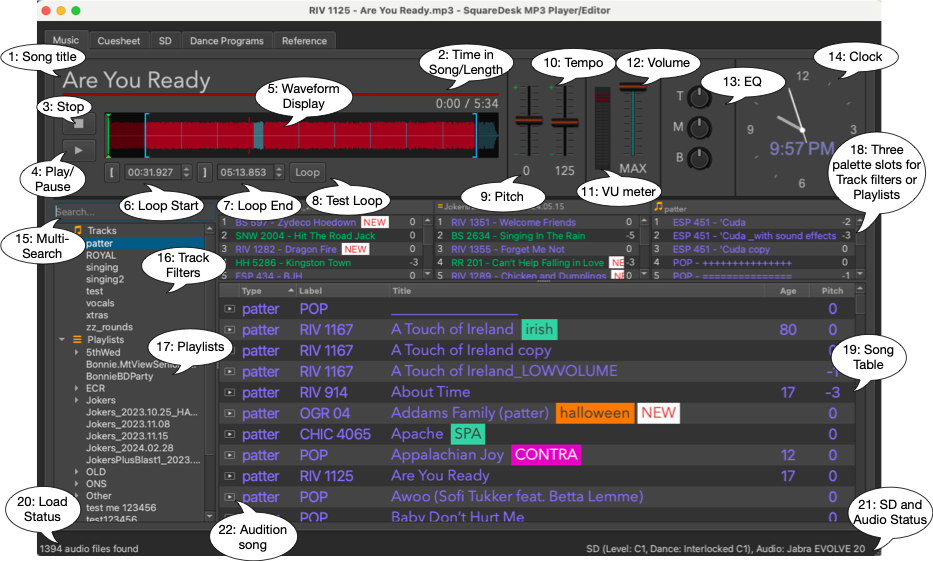 RIV 1125 - Are You Ready.mp3 - SquareDesk MP3 Player/Editor
Music Cuesheet SD Dance Programs Reference
1: Song title
2: Time in Song/Length
10: Tempo
12: Volume
14: Clock
Are You Ready
5: Waveform Display
13: EQ
3: Stop
0:00 / 5:34
T
M
B
12
9
3
6
9:57 PM
4: Play/Pause
[ 00:31.927 ] 05:13.853 Loop
0 125 MAX
18: Three palette slots for Track filters or Playlists
6: Loop Start
7: Loop End
8: Test Loop
9: Pitch
11: VU meter
Search...
15: Multi-Search
Tracks
patter
ROYAL
singing
singing2
test
vocals
xtras
zz_rounds
16: Track Filters
Playlists
5thWed
Bonnie.MtViewSen
BonnieBDParty
ECR
Jokers
Jokers_2023.10.25_HA...
Jokers_2023.11.08
Jokers_2023.11.15
Jokers_2024.02.28
JokersPlusBlast1_2023....
OLD
ONS
Other
test me 123456
test123456
17: Playlists
1 BS 597 - Zydeco Hoedown NEW 0
2 SNW 2004 - Hit The Road Jack 0
3 RIV 1282 - Dragon Fire NEW 0
HH 5286 - Kingston Town -3
5 ESP 434 - BJH
Jokers 05.15
1 RIV 1351 - Welcome Friends 0
2 BS 2634 - Singing In The Rain -5
3 RIV 1355 - Forget Me Not 0
4 RR 201 - Can't Help Falling in Love NE -3
5 RIV 1289 - Chicken and Dumplings NE 0
patter
1 ESP 451 - 'Cuda -2
2 ESP 451 - 'Cuda _with sound effects -3
3 ESP 451 - 'Cuda copy 0
4 POP - +++++++++++++++ 0
5 POP - =============== -1
Type Label Title Age Pitch
patter POP ________________ 0
patter RIV 1167 A Touch of Ireland irish 80 0
patter RIV 1167 A Touch of Ireland copy 0
patter RIV 1167 A Touch of Ireland_LOWVOLUME -1
patter RIV 914 About Time 17 -3
patter OGR 04 Addams Family (patter) halloween NEW 0
patter CHIC 4065 Apache SPA 0
patter POP Appalachian Joy CONTRA 12 0
patter RIV 1125 Are You Ready 17 0
patter POP Awoo (Sofi Tukker feat. Betta Lemme) 0
patter POP Baby Don't Hurt Me 0
19: Song Table
20: Load Status
22: Audition song
21: SD and Audio Status
1394 audio files found
SD (Level: C1, Dance: Interlocked C1), Audio: Jabra EVOLVE 20